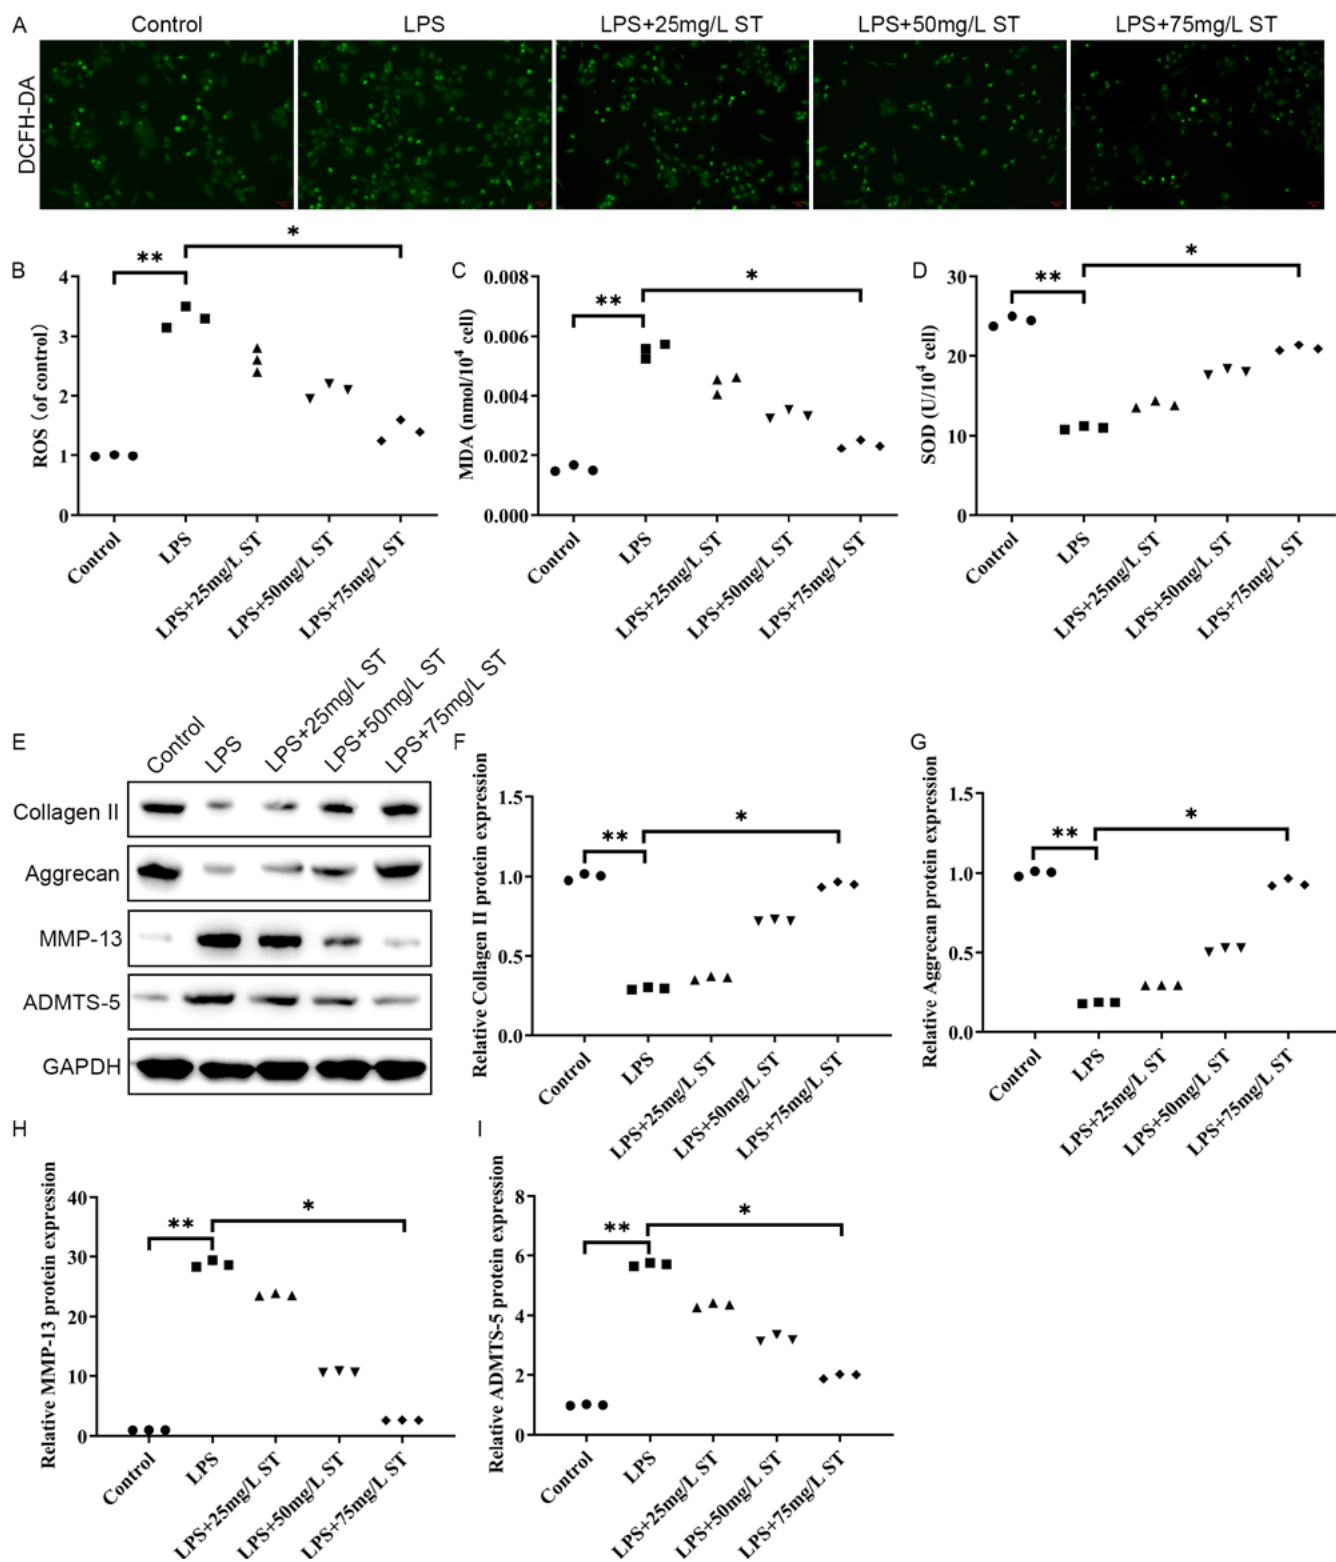 A
Control
LPS
LPS+25mg/L ST
LPS+50mg/L ST
LPS+75mg/L ST
DCFH-DA
B
**
*
ROS (of control)
4
3
2
1
0
Control
LPS
LPS+25mg/L ST
LPS+50mg/L ST
LPS+75mg/L ST
C
**
*
MDA (nmol/10⁴ cell)
0.008
0.006
0.004
0.002
0.000
Control
LPS
LPS+25mg/L ST
LPS+50mg/L ST
LPS+75mg/L ST
D
**
*
SOD (U/10⁴ cell)
30
20
10
0
Control
LPS
LPS+25mg/L ST
LPS+50mg/L ST
LPS+75mg/L ST
E
Control
LPS
LPS+25mg/L ST
LPS+50mg/L ST
LPS+75mg/L ST
Collagen II
Aggrecan
MMP-13
ADMTS-5
GAPDH
F
**
*
Relative Collagen II protein expression
1.5
1.0
0.5
0.0
Control
LPS
LPS+25mg/L ST
LPS+50mg/L ST
LPS+75mg/L ST
G
**
*
Relative Aggrecan protein expression
1.5
1.0
0.5
0.0
Control
LPS
LPS+25mg/L ST
LPS+50mg/L ST
LPS+75mg/L ST
H
**
*
Relative MMP-13 protein expression
40
30
20
10
0
Control
LPS
LPS+25mg/L ST
LPS+50mg/L ST
LPS+75mg/L ST
I
**
*
Relative ADMTS-5 protein expression
8
6
4
2
0
Control
LPS
LPS+25mg/L ST
LPS+50mg/L ST
LPS+75mg/L ST